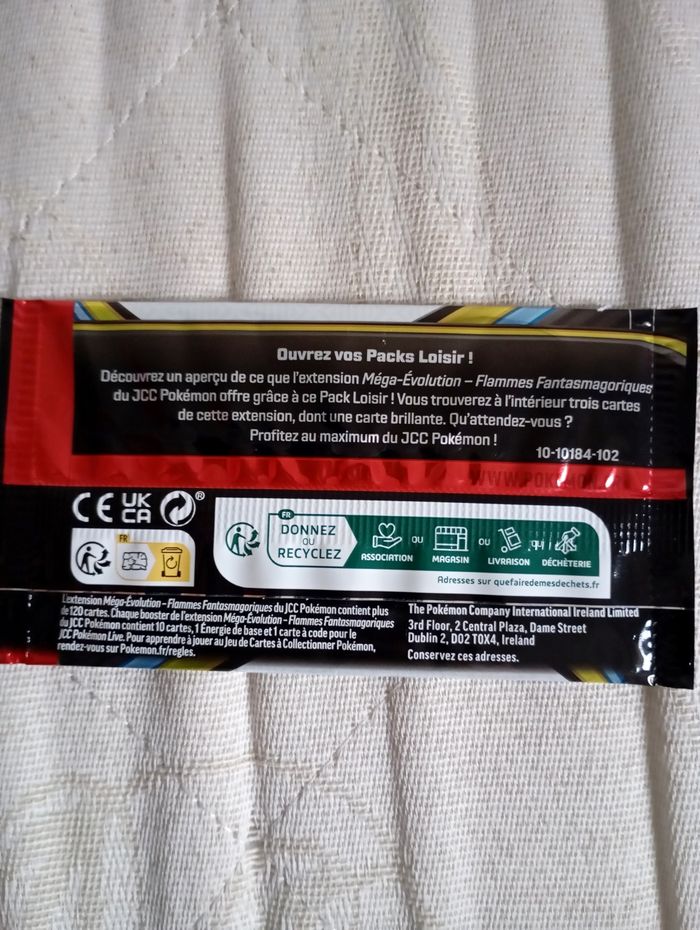 Ouvrez vos Packs Loisir !
Découvrez un aperçu de ce que l'extension Méga-Évolution – Flammes Fantasmagoriques
du JCC Pokémon offre grâce à ce Pack Loisir ! Vous trouverez à l'intérieur trois cartes
de cette extension, dont une carte brillante. Qu'attendez-vous ?
Profitez au maximum du JCC Pokémon !
10-10184-102
WWW.POKEMON.
CE UK
CA ®
FR
FR
DONNEZ
OU
RECYCLEZ
ASSOCIATION
OU
MAGASIN
OU
LIVRAISON
DÉCHÈTERIE
Adresses sur quefairedemesdechets.fr
L'extension Méga-Évolution – Flammes Fantasmagoriques du JCC Pokémon contient plus
de 120 cartes. Chaque booster de l'extension Méga-Évolution – Flammes Fantasmagoriques
du JCC Pokémon contient 10 cartes, 1 Énergie de base et 1 carte à code pour le
JCC Pokémon Live. Pour apprendre à jouer au Jeu de Cartes à Collectionner Pokémon,
rendez-vous sur Pokemon.fr/regles.
The Pokémon Company International Ireland Limited
3rd Floor, 2 Central Plaza, Dame Street
Dublin 2, D02 T0X4, Ireland
Conservez ces adresses.